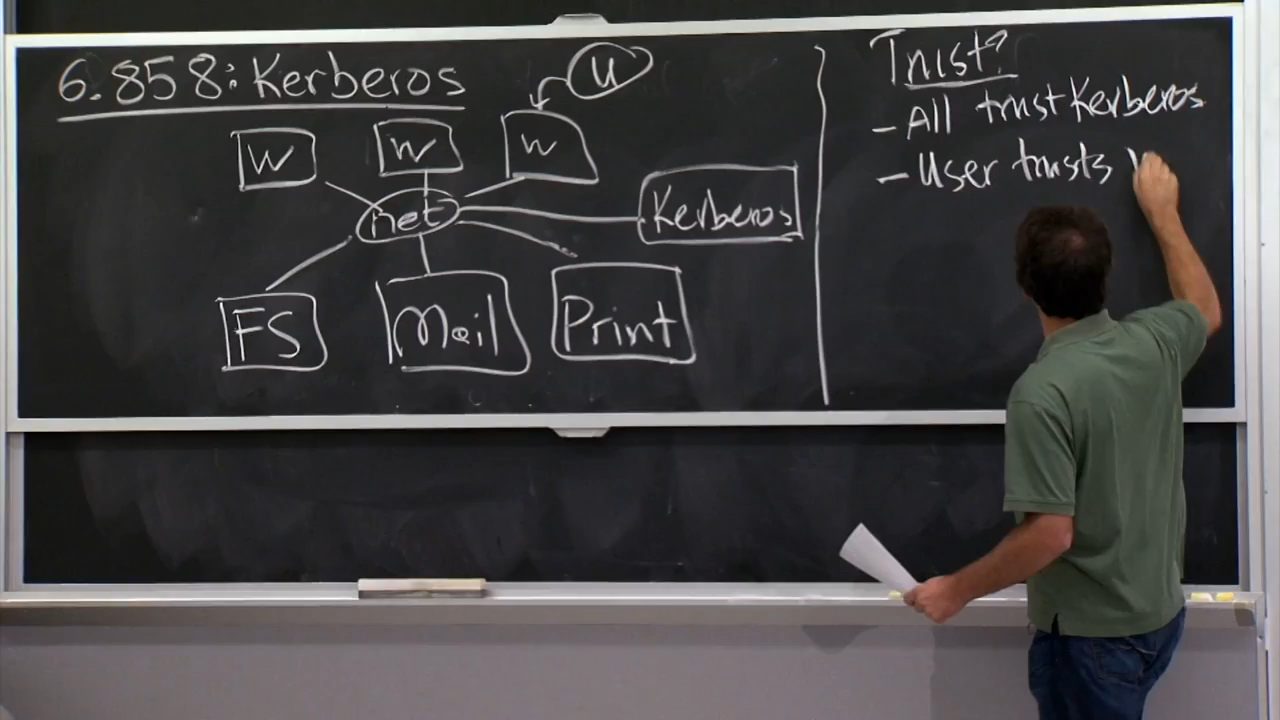 6.858: Kerberos
u
w
w
w
net
Kerberos
FS
Mail
Print
Trust?
- All trust Kerberos
- User trusts